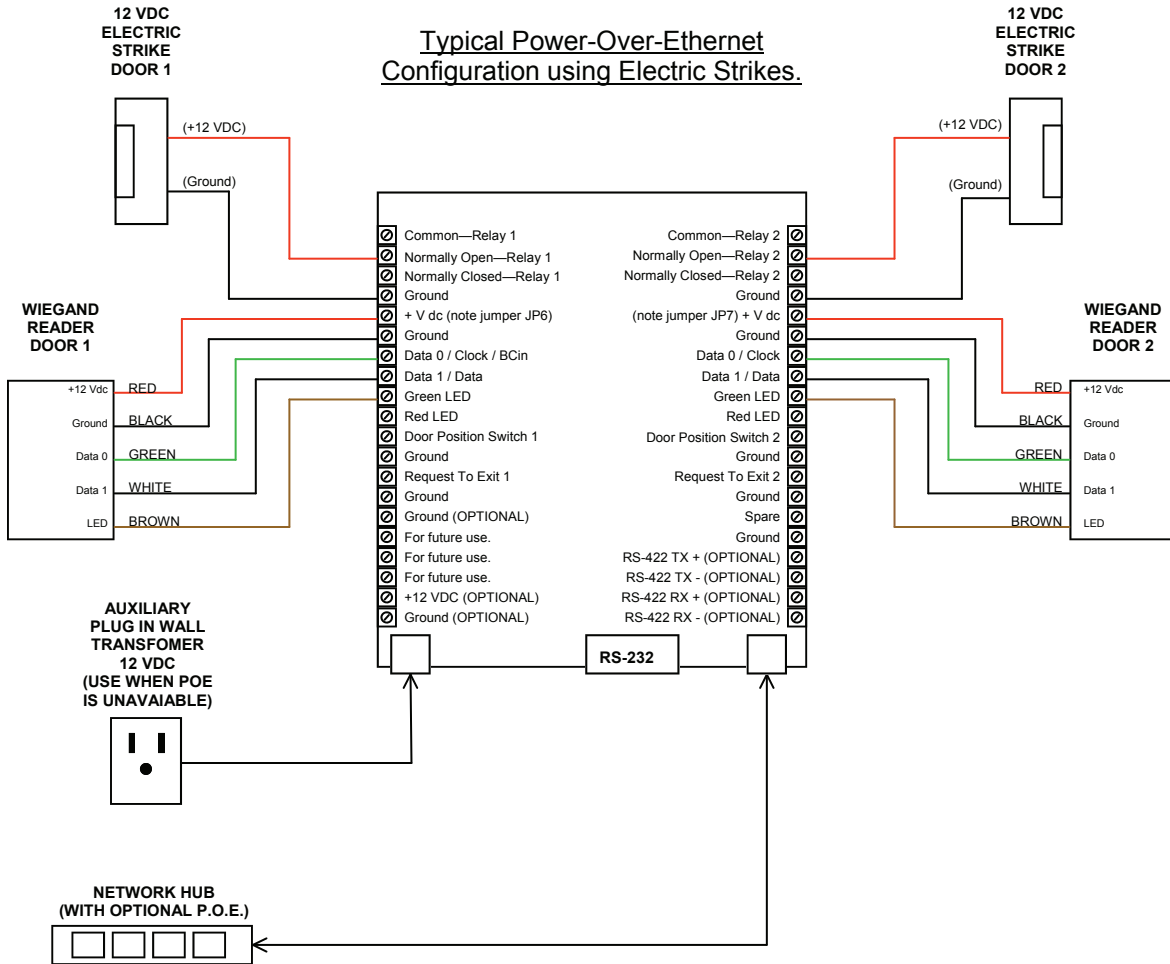 12 VDC
ELECTRIC
STRIKE
DOOR 1
Typical Power-Over-Ethernet
Configuration using Electric Strikes.
12 VDC
ELECTRIC
STRIKE
DOOR 2
(+12 VDC)
(Ground)
(+12 VDC)
(Ground)
Common—Relay 1
Normally Open—Relay 1
Normally Closed—Relay 1
Ground
+ V dc (note jumper JP6)
Ground
Data 0 / Clock / BCin
Data 1 / Data
Green LED
Red LED
Door Position Switch 1
Ground
Request To Exit 1
Ground
Ground (OPTIONAL)
For future use.
For future use.
For future use.
+12 VDC (OPTIONAL)
Ground (OPTIONAL)
Common—Relay 2
Normally Open—Relay 2
Normally Closed—Relay 2
Ground
(note jumper JP7) + V dc
Ground
Data 0 / Clock
Data 1 / Data
Green LED
Red LED
Door Position Switch 2
Ground
Request To Exit 2
Ground
Spare
Ground
RS-422 TX + (OPTIONAL)
RS-422 TX - (OPTIONAL)
RS-422 RX + (OPTIONAL)
RS-422 RX - (OPTIONAL)
RS-232
WIEGAND
READER
DOOR 1
+12 Vdc RED
Ground BLACK
Data 0 GREEN
Data 1 WHITE
LED BROWN
WIEGAND
READER
DOOR 2
RED +12 Vdc
BLACK Ground
GREEN Data 0
WHITE Data 1
BROWN LED
AUXILIARY
PLUG IN WALL
TRANSFOMER
12 VDC
(USE WHEN POE
IS UNAVAIABLE)
NETWORK HUB
(WITH OPTIONAL P.O.E.)